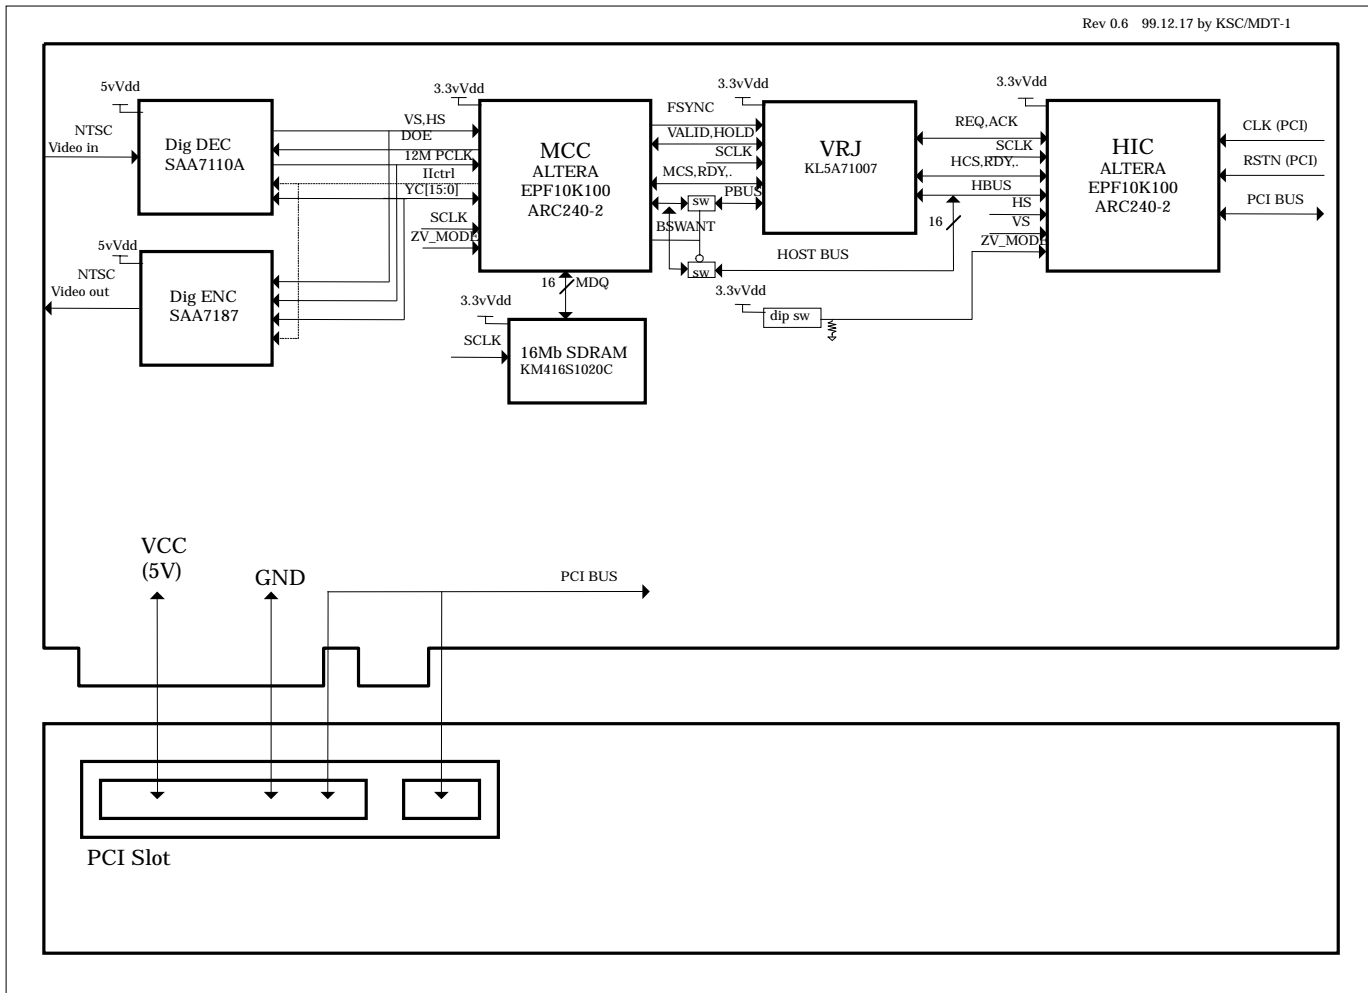 Rev 0.6 99.12.17 by KSC/MDT-1
5vVdd
NTSC
Video in
Dig DEC
SAA7110A
VS,HS
DOE
12M PCLK
IIctrl
YC[15:0]
SCLK
ZV_MODE
3.3vVdd
MCC
ALTERA
EPF10K100
ARC240-2
FSYNC
VALID,HOLD
SCLK
MCS,RDY,.
PBUS
sw
BSWANT
sw
HOST BUS
3.3vVdd
VRJ
KL5A71007
REQ,ACK
SCLK
HCS,RDY,.
HBUS
16
HS
VS
ZV_MODE
3.3vVdd
HIC
ALTERA
EPF10K100
ARC240-2
CLK (PCI)
RSTN (PCI)
PCI BUS
5vVdd
NTSC
Video out
Dig ENC
SAA7187
16
MDQ
3.3vVdd
SCLK
16Mb SDRAM
KM416S1020C
3.3vVdd
dip sw
VCC
(5V)
GND
PCI BUS
PCI Slot